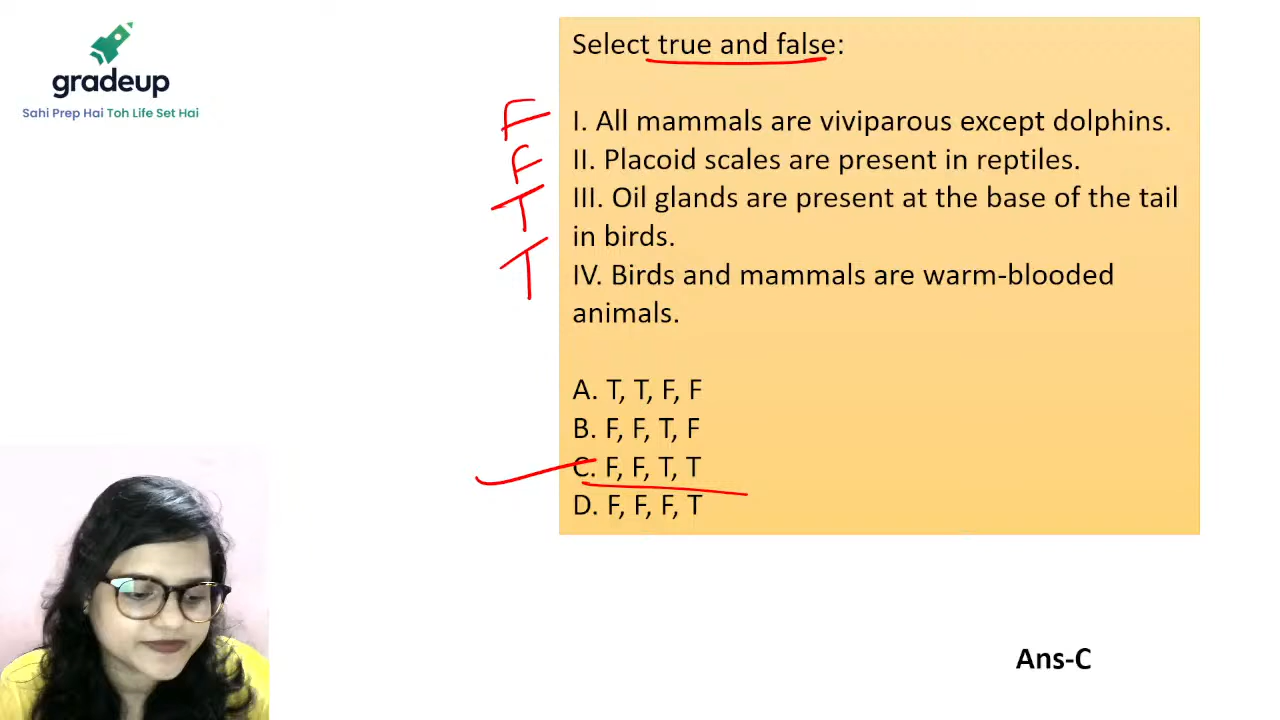 gradeup
Sahi Prep Hai Toh Life Set Hai
Select true and false:
F I. All mammals are viviparous except dolphins.
F II. Placoid scales are present in reptiles.
T III. Oil glands are present at the base of the tail
in birds.
T IV. Birds and mammals are warm-blooded
animals.
A. T, T, F, F
B. F, F, T, F
C. F, F, T, T
D. F, F, F, T
Ans-C